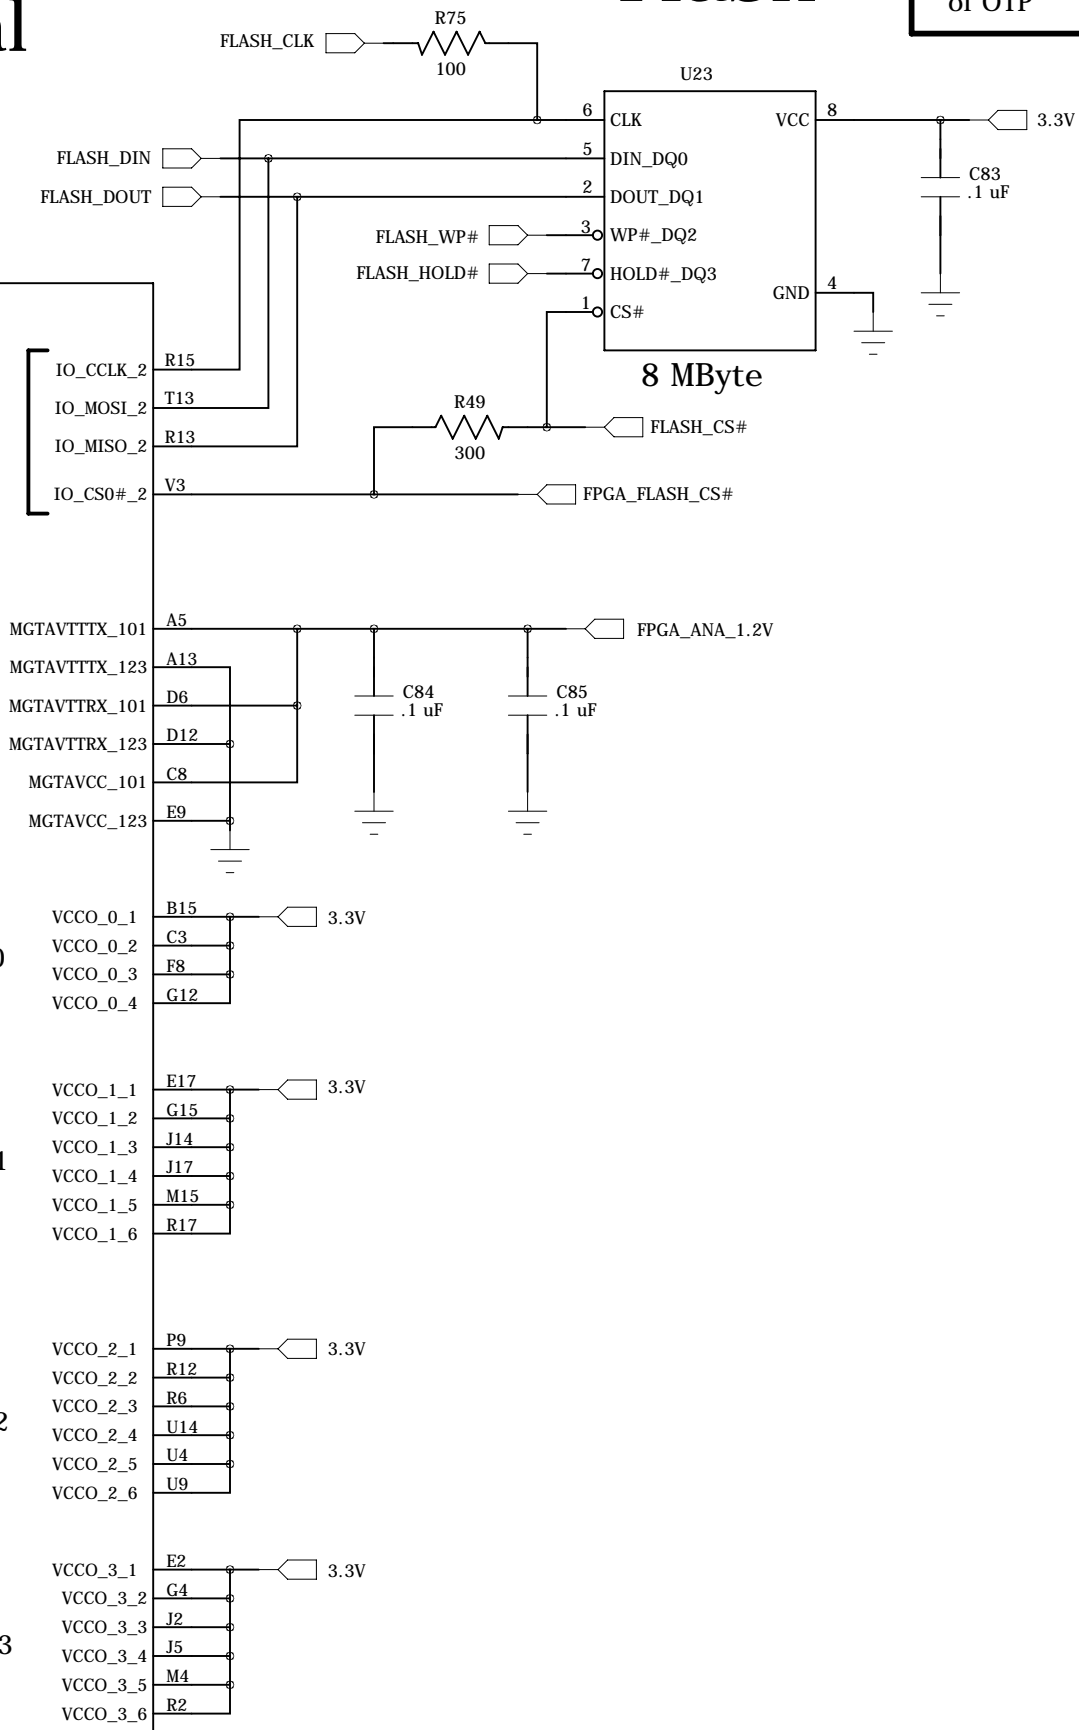 of OTP
R75
FLASH_CLK
100
U23
6 CLK VCC 8 3.3V
FLASH_DIN 5 DIN_DQ0
C83
.1 uF
FLASH_DOUT 2 DOUT_DQ1
FLASH_WP# 3 WP#_DQ2
FLASH_HOLD# 7 HOLD#_DQ3
GND 4
1 CS#
8 MByte
IO_CCLK_2 R15
IO_MOSI_2 T13
R49
FLASH_CS#
300
IO_MISO_2 R13
IO_CS0#_2 V3 FPGA_FLASH_CS#
MGTAVTTTX_101 A5 FPGA_ANA_1.2V
MGTAVTTTX_123 A13
C84
.1 uF
C85
.1 uF
MGTAVTTRX_101 D6
MGTAVTTRX_123 D12
MGTAVCC_101 C8
MGTAVCC_123 E9
VCCO_0_1 B15 3.3V
VCCO_0_2 C3
0
VCCO_0_3 F8
VCCO_0_4 G12
VCCO_1_1 E17 3.3V
VCCO_1_2 G15
VCCO_1_3 J14
1
VCCO_1_4 J17
VCCO_1_5 M15
VCCO_1_6 R17
VCCO_2_1 P9 3.3V
VCCO_2_2 R12
VCCO_2_3 R6
2
VCCO_2_4 U14
VCCO_2_5 U4
VCCO_2_6 U9
VCCO_3_1 E2 3.3V
VCCO_3_2 G4
VCCO_3_3 J2
3
VCCO_3_4 J5
VCCO_3_5 M4
VCCO_3_6 R2